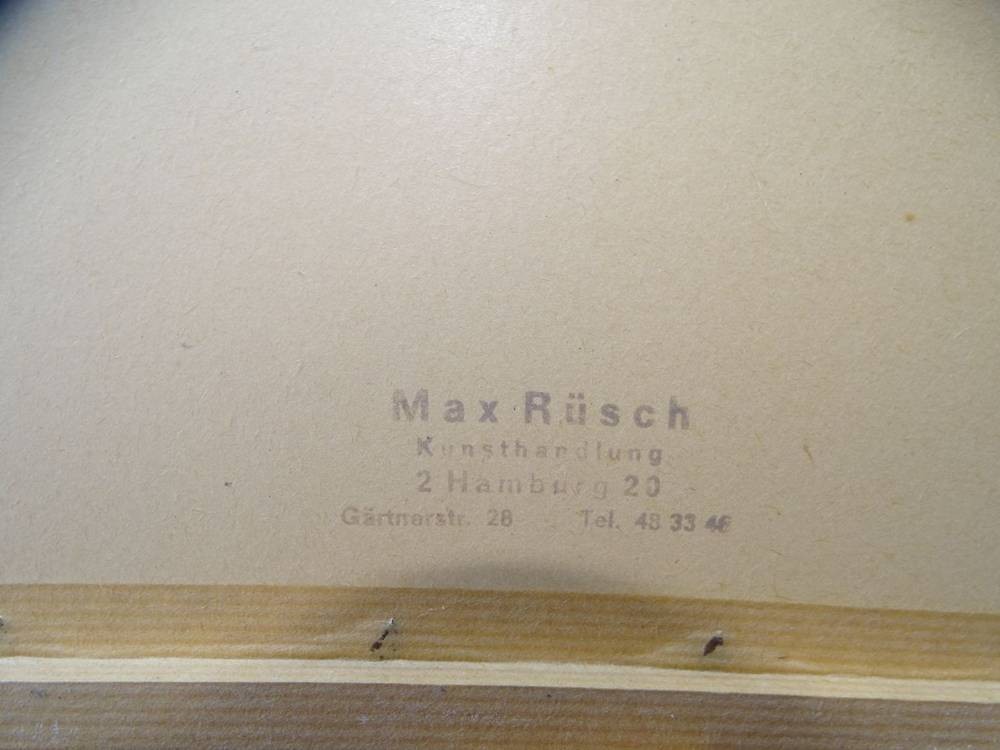 Max Rüsch
Kunsthandlung
2 Hamburg 20
Gärtnerstr. 28 Tel. 48 33 46